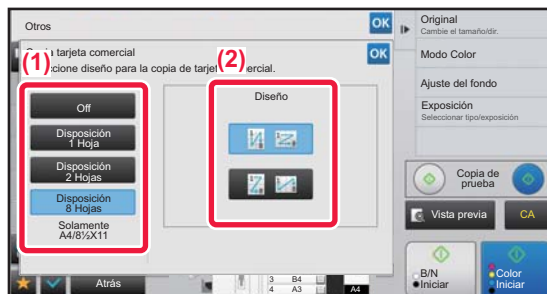 Otros
OK
Copia tarjeta comercial
OK
(1)
(2)
ccione diseño para la copia de tarje ercial.
Off
Disposición
1 Hoja
Disposición
2 Hojas
Disposición
8 Hojas
Solamente
A4/8½X11
Diseño
Original
Cambie el tamaño/dir.
Modo Color
Ajuste del fondo
Exposición
Seleccionar tipo/exposición
Copia de
prueba
Vista previa
CA
B/N
Iniciar
Color
Iniciar
Atrás
3 B4
4 A3
A4